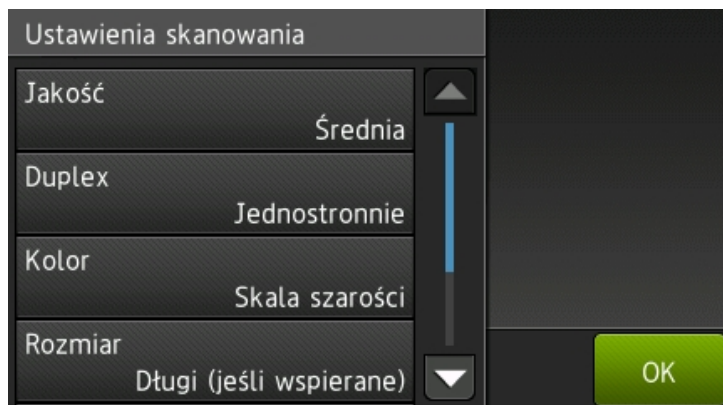 Ustawienia skanowania
Jakość
Średnia
Duplex
Jednostronnie
Kolor
Skala szarości
Rozmiar
Długi (jeśli wspierane)
OK